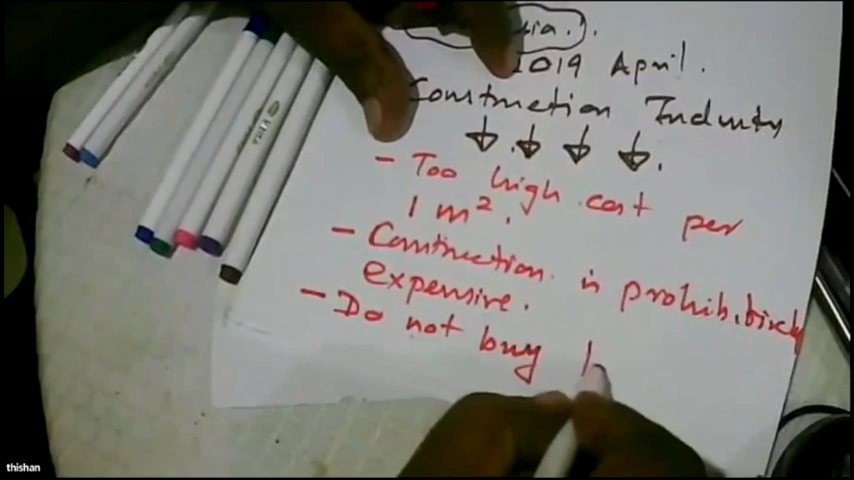 2019 April.
Construction Industry
- Too high cost per
1 m².
- Construction is prohibitively
expensive.
- Do not buy
thishan